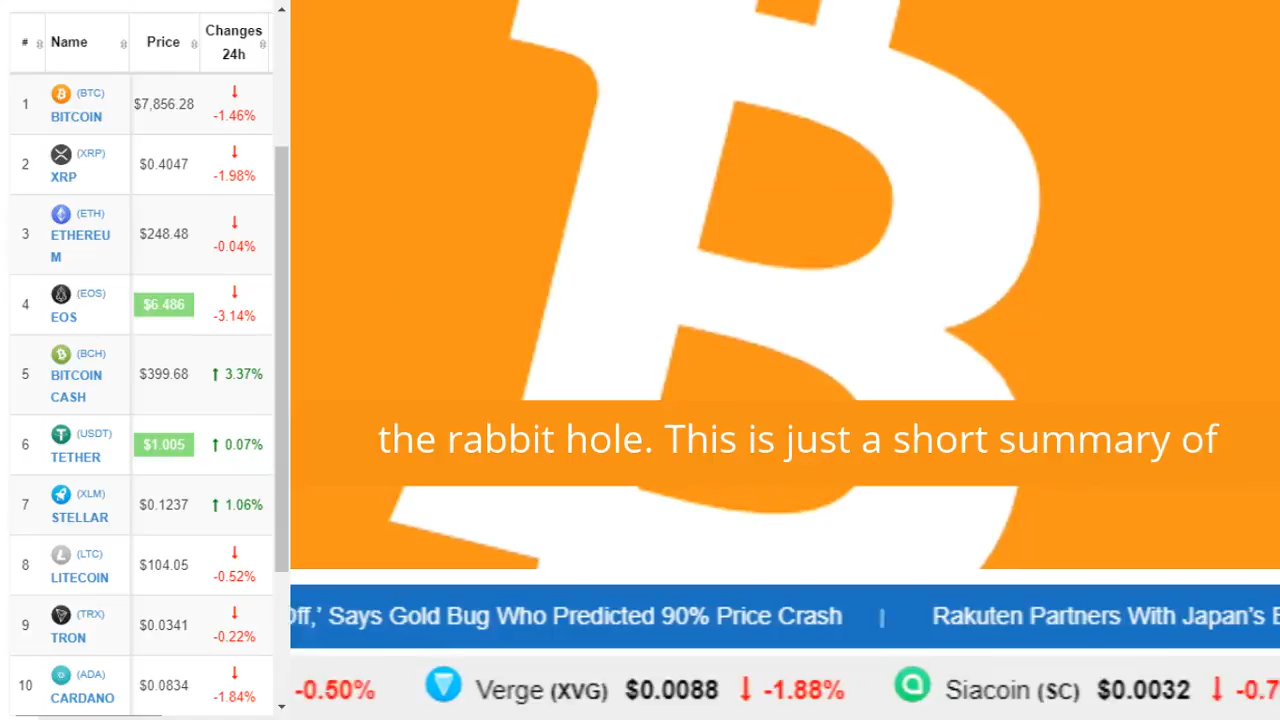 # Name Price Changes 24h
1 (BTC) BITCOIN $7,856.28 -1.46%
2 (XRP) XRP $0.4047 -1.98%
3 (ETH) ETHEREUM $248.48 -0.04%
4 (EOS) EOS $6.486 -3.14%
5 (BCH) BITCOIN CASH $399.68 3.37%
6 (USDT) TETHER $1.005 0.07%
7 (XLM) STELLAR $0.1237 1.06%
8 (LTC) LITECOIN $104.05 -0.52%
9 (TRX) TRON $0.0341 -0.22%
10 (ADA) CARDANO $0.0834 -1.84%
the rabbit hole. This is just a short summary of
Off,' Says Gold Bug Who Predicted 90% Price Crash | Rakuten Partners With Japan's
-0.50% Verge (XVG) $0.0088 -1.88% Siacoin (SC) $0.0032 -0.7